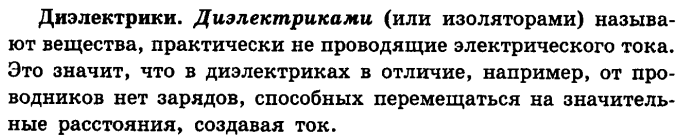 Диэлектрики. Диэлектриками (или изоляторами) называ-
ют вещества, практически не проводящие электрического тока.
Это значит, что в диэлектриках в отличие, например, от про-
водников нет зарядов, способных перемещаться на значитель-
ные расстояния, создавая ток.